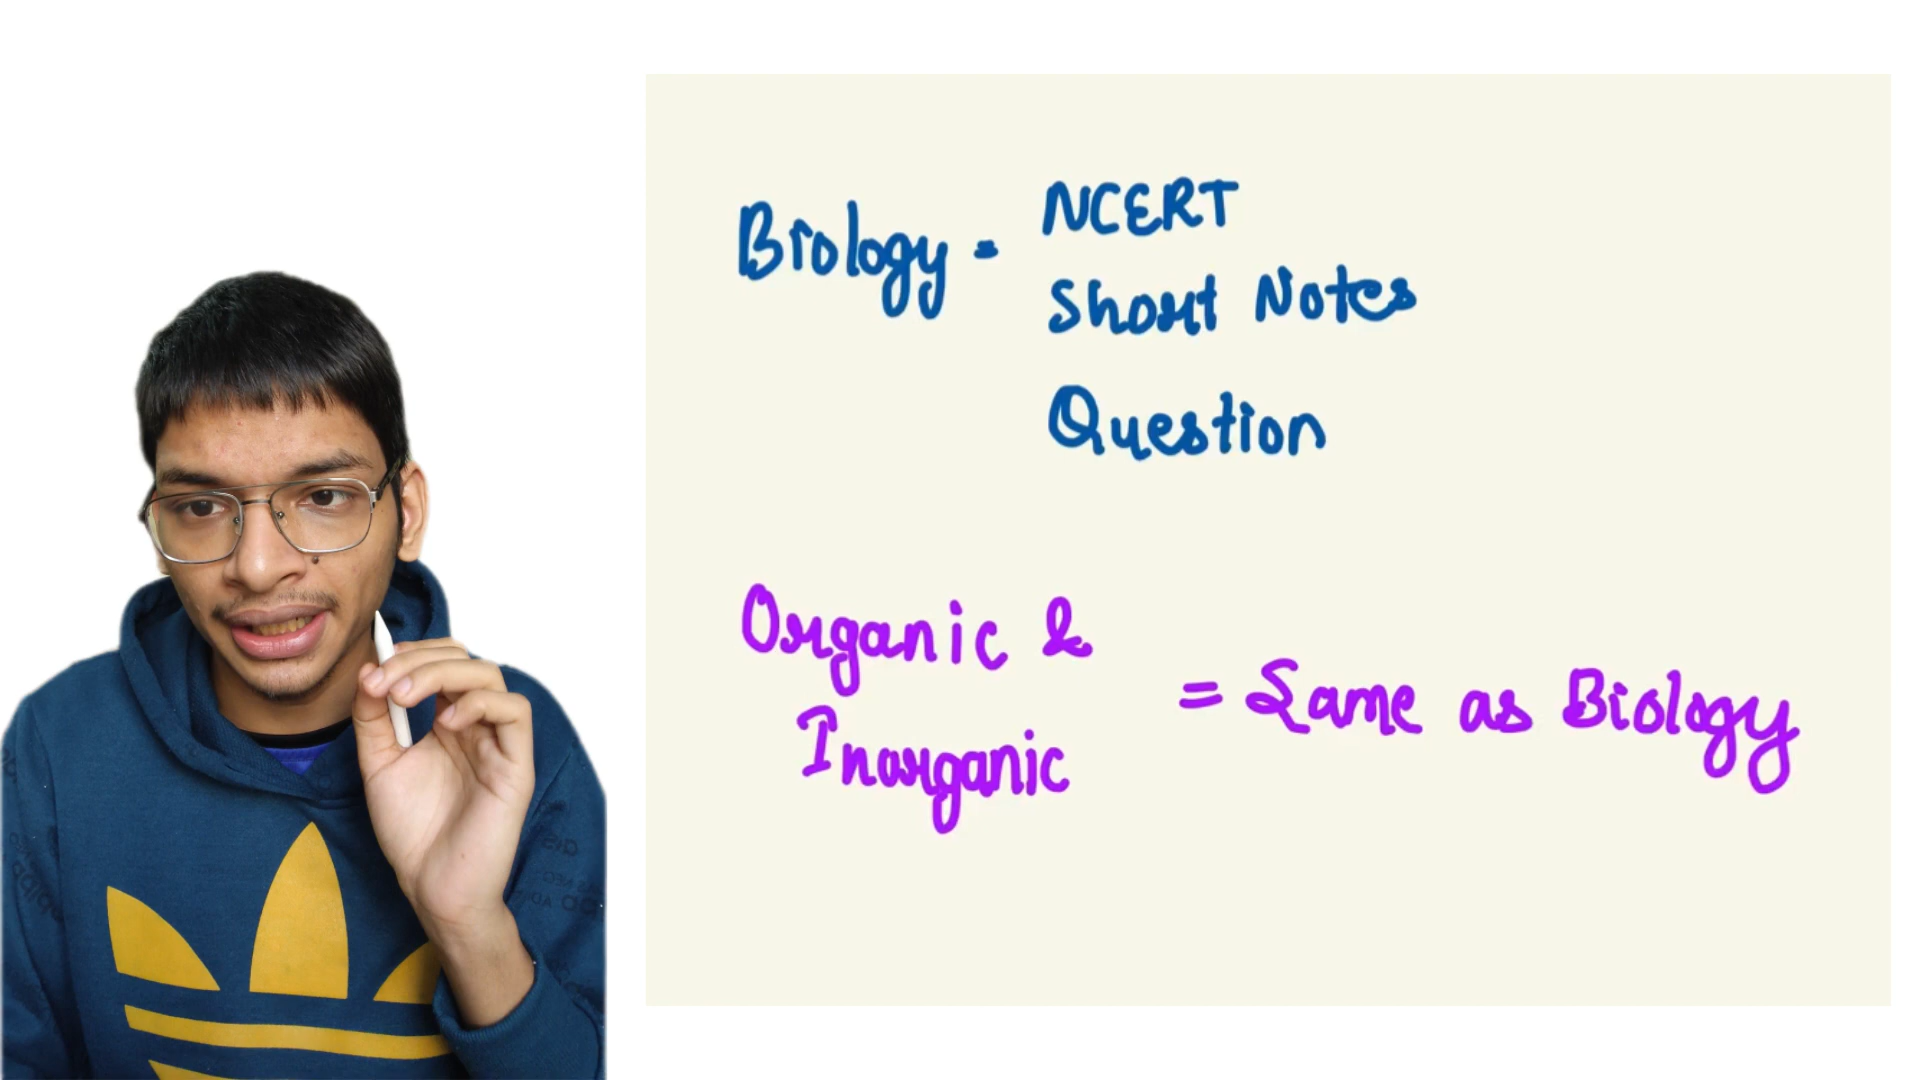 Biology =
NCERT
Short Notes
Question
Organic &
Inorganic
= Same as Biology